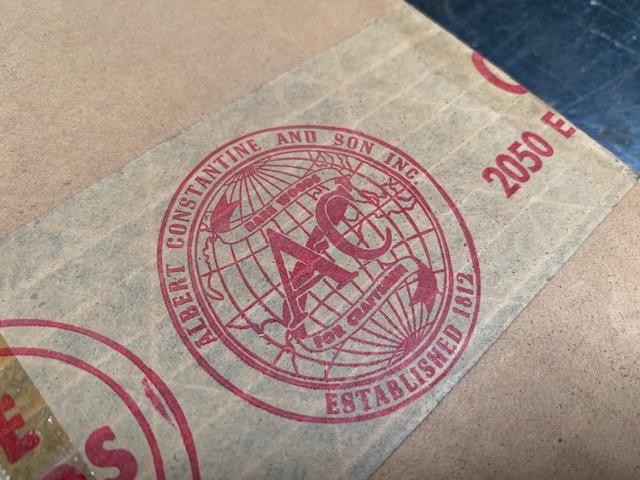 ALBERT CONSTANTINE AND SON INC.
RARE WOODS
AC
FOR CRAFTSMEN
ESTABLISHED 1812
2050 E